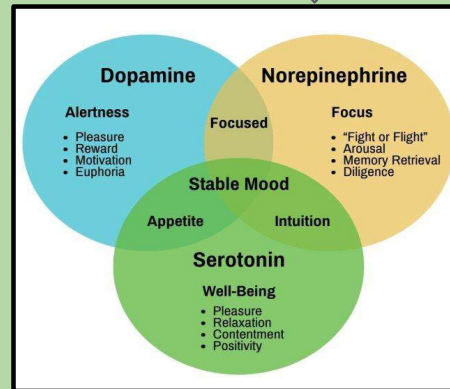 Dopamine
Norepinephrine
Alertness
• Pleasure
• Reward
• Motivation
• Euphoria
Focused
Focus
• “Fight or Flight”
• Arousal
• Memory Retrieval
• Diligence
Stable Mood
Appetite
Intuition
Serotonin
Well-Being
• Pleasure
• Relaxation
• Contentment
• Positivity